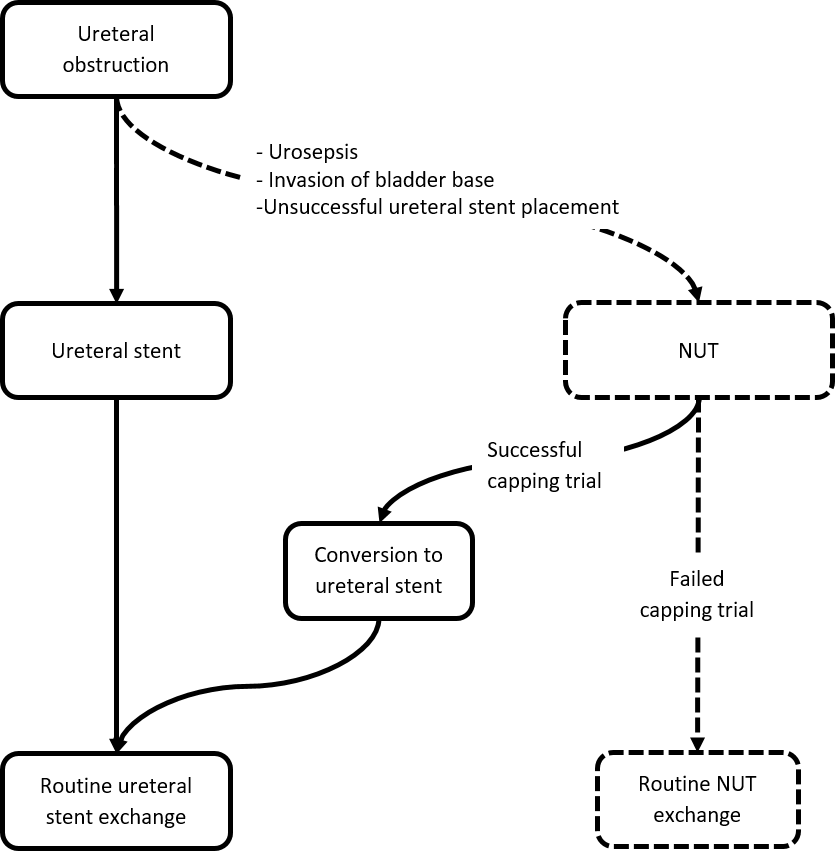 Ureteral
obstruction
- Urosepsis
- Invasion of bladder base
-Unsuccessful ureteral stent placement
Ureteral stent
NUT
Successful
capping trial
Conversion to
ureteral stent
Failed
capping trial
Routine ureteral
stent exchange
Routine NUT
exchange